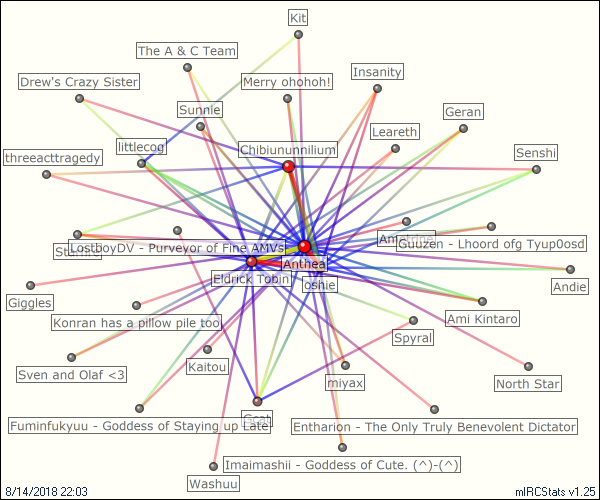 Kit
The A & C Team
Drew's Crazy Sister
Merry ohohoh!
Insanity
Sunnie
Geran
Leareth
littlecog
Chibiununnilium
threeacttragedy
Senshi
LostboyDV - Purveyor of Fine AMVs
Guuzen - Lhoord ofg Tyup0osd
Anthea
Eldrick Tobin
oshie
Andie
Giggles
Ami Kintaro
Konran has a pillow pile too
Spyral
Kaitou
Sven and Olaf <3
miyax
North Star
Gcat
Fuminfukyuu - Goddess of Staying up Late
Entharion - The Only Truly Benevolent Dictator
Imaimashii - Goddess of Cute. (^)-(^)
Washuu
8/14/2018 22:03
mIRCStats v1.25